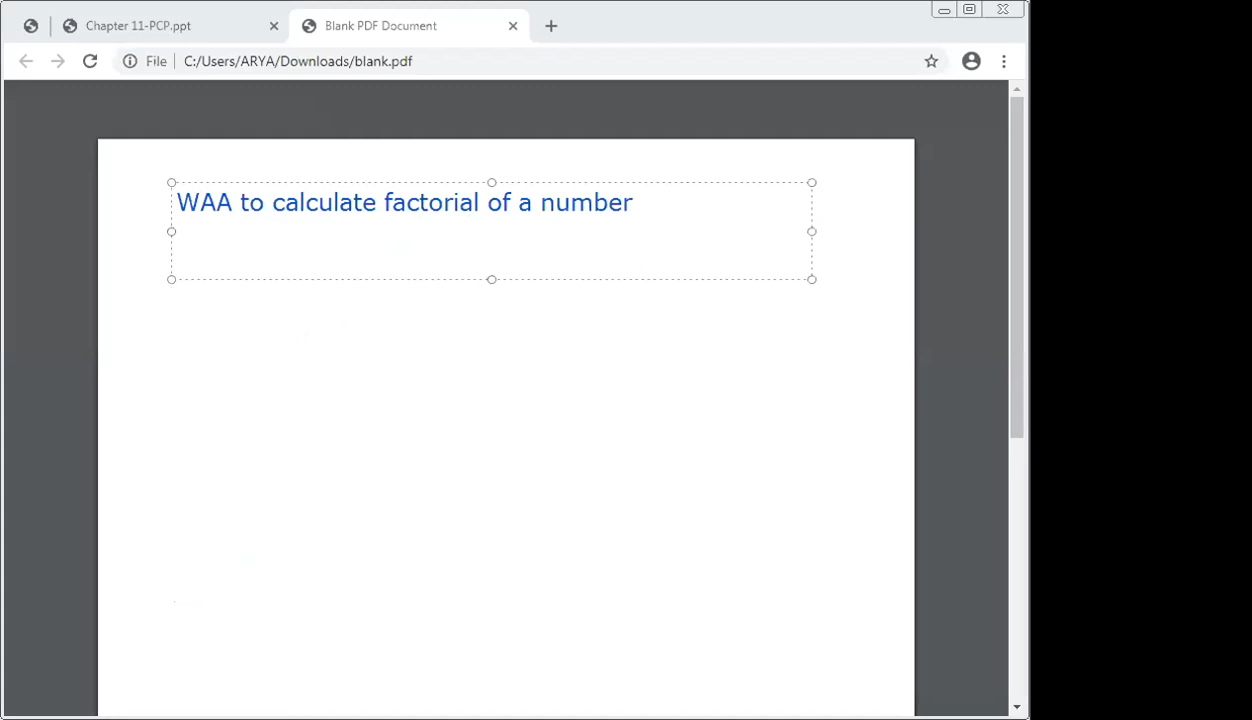 Chapter 11-PCP.ppt
Blank PDF Document
File
C:/Users/ARYA/Downloads/blank.pdf
WAA to calculate factorial of a number